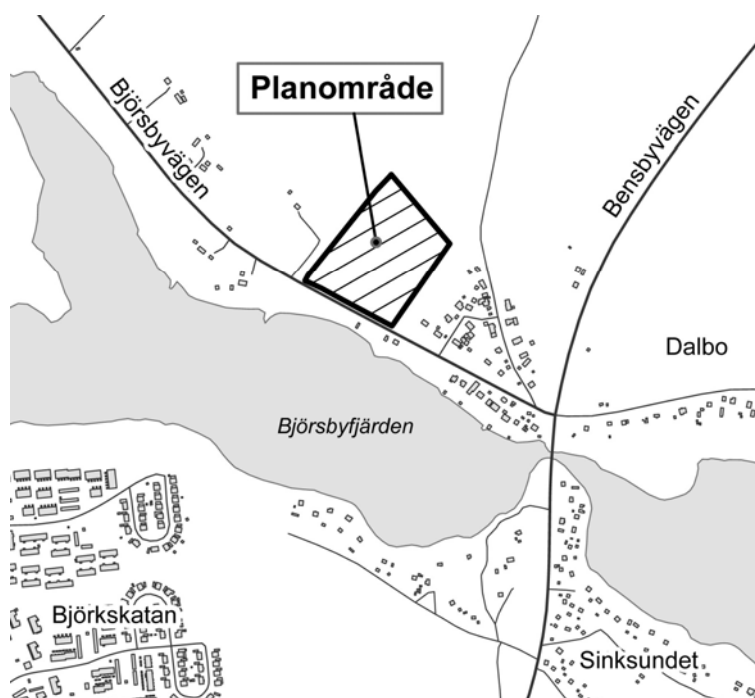 Planområde
Björsbyvägen
Bensbyvägen
Dalbo
Björsbyfjärden
Björkskatan
Sinksundet